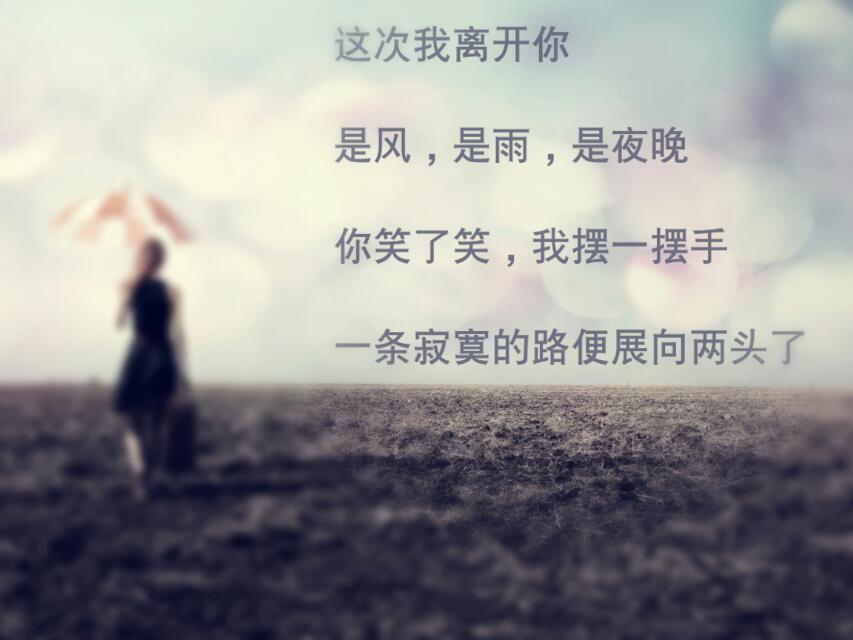 这次我离开你
是风，是雨，是夜晚
你笑了笑，我摆一摆手
一条寂寞的路便展向两头了